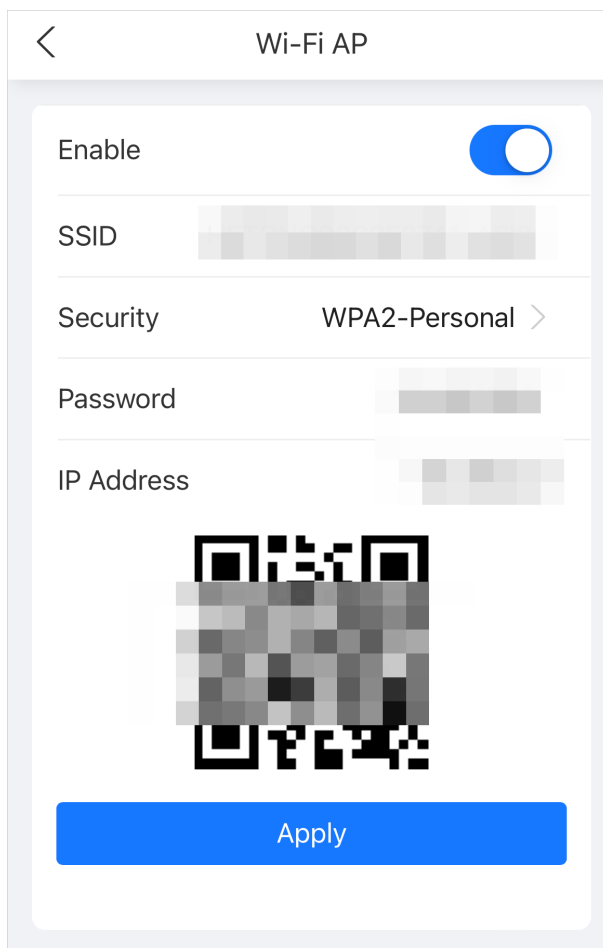 Wi-Fi AP
Enable
SSID
Security WPA2-Personal
Password
IP Address
Apply